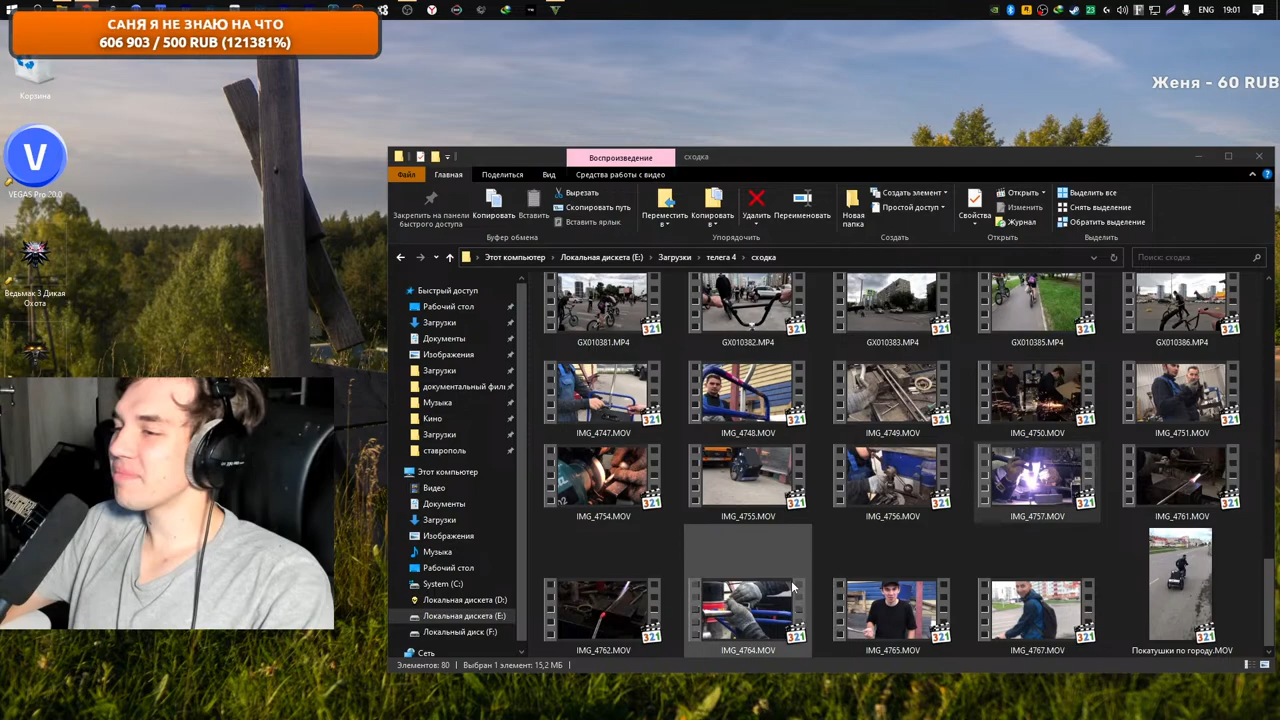 ENG
19:01
САНЯ Я НЕ ЗНАЮ НА ЧТО
606 903 / 500 RUB (121381%)
Женя - 60 RUB
Корзина
V
VEGAS Pro 20.0
Ведьмак 3 Дикая Охота
Воспроизведение
сходка
Файл
Главная
Поделиться
Вид
Средства работы с видео
Закрепить на панели
быстрого доступа
Копировать
Вставить
Вырезать
Скопировать путь
Вставить ярлык
Буфер обмена
Переместить в
Копировать в
Удалить
Переименовать
Упорядочить
Новая папка
Создать элемент
Простой доступ
Создать
Свойства
Открыть
Изменить
Журнал
Открыть
Выделить все
Снять выделение
Обратить выделение
Выделить
Этот компьютер
Локальная дискета (E:)
Загрузки
телега 4
сходка
Поиск: сходка
Быстрый доступ
Рабочий стол
Загрузки
Документы
Изображения
Загрузки
документальный фил
Музыка
Кино
Загрузки
ставрополь
Этот компьютер
Видео
Документы
Загрузки
Изображения
Музыка
Рабочий стол
System (C:)
Локальная дискета (D:)
Локальная дискета (E:)
Локальный диск (F:)
Сеть
GX010381.MP4
GX010382.MP4
GX010383.MP4
GX010385.MP4
GX010386.MP4
IMG_4747.MOV
IMG_4748.MOV
IMG_4749.MOV
IMG_4750.MOV
IMG_4751.MOV
IMG_4754.MOV
IMG_4755.MOV
IMG_4756.MOV
IMG_4757.MOV
IMG_4761.MOV
IMG_4762.MOV
IMG_4764.MOV
IMG_4765.MOV
IMG_4767.MOV
Покатушки по городу.MOV
Элементов: 80
Выбран 1 элемент: 15,2 МБ